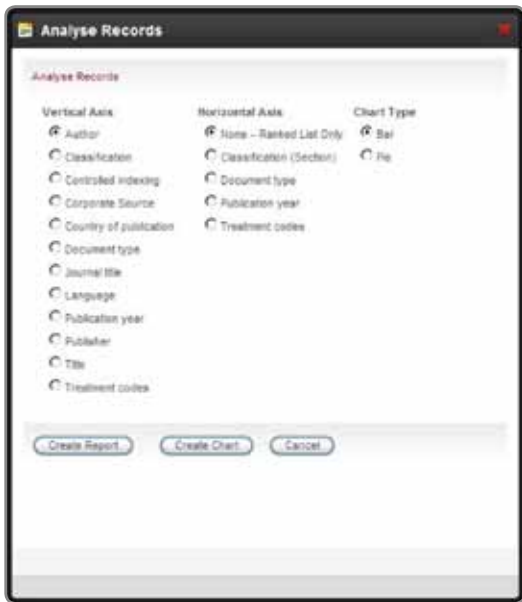 Analyse Records
Analyse Records
Vertical Axis
Author
Classification
Controlled indexing
Corporate Source
Country of publication
Document type
Journal title
Language
Publication year
Publisher
Title
Treatment codes
Horizontal Axis
None – Ranked List Only
Classification (Section)
Document type
Publication year
Treatment codes
Chart Type
Bar
Pie
Create Report
Create Chart
Cancel